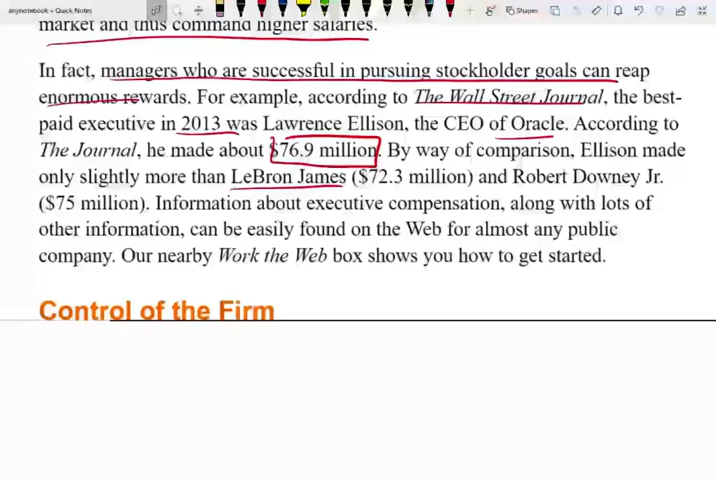 anynotebook » Quick Notes
Shapes
market and thus command higher salaries.
In fact, managers who are successful in pursuing stockholder goals can reap
enormous rewards. For example, according to The Wall Street Journal, the best-
paid executive in 2013 was Lawrence Ellison, the CEO of Oracle. According to
The Journal, he made about $76.9 million. By way of comparison, Ellison made
only slightly more than LeBron James ($72.3 million) and Robert Downey Jr.
($75 million). Information about executive compensation, along with lots of
other information, can be easily found on the Web for almost any public
company. Our nearby Work the Web box shows you how to get started.
Control of the Firm